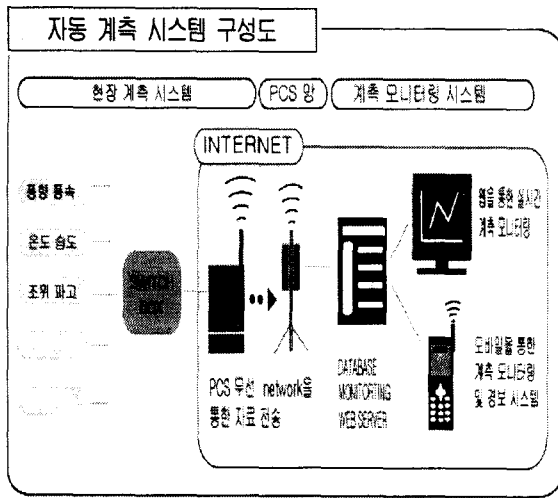 자동 계측 시스템 구성도
현장 계측 시스템
PCS 망
계측 모니터링 시스템
INTERNET
풍향 풍속
온도 습도
조위 파고
Switch
box
PCS 무선 network을
통한 자료 전송
DATABASE
MONITORTING
WEB SERVER
웹을 통한 실시간
계측 모니터링
모바일을 통한
계측 모니터링
및 경보 시스템